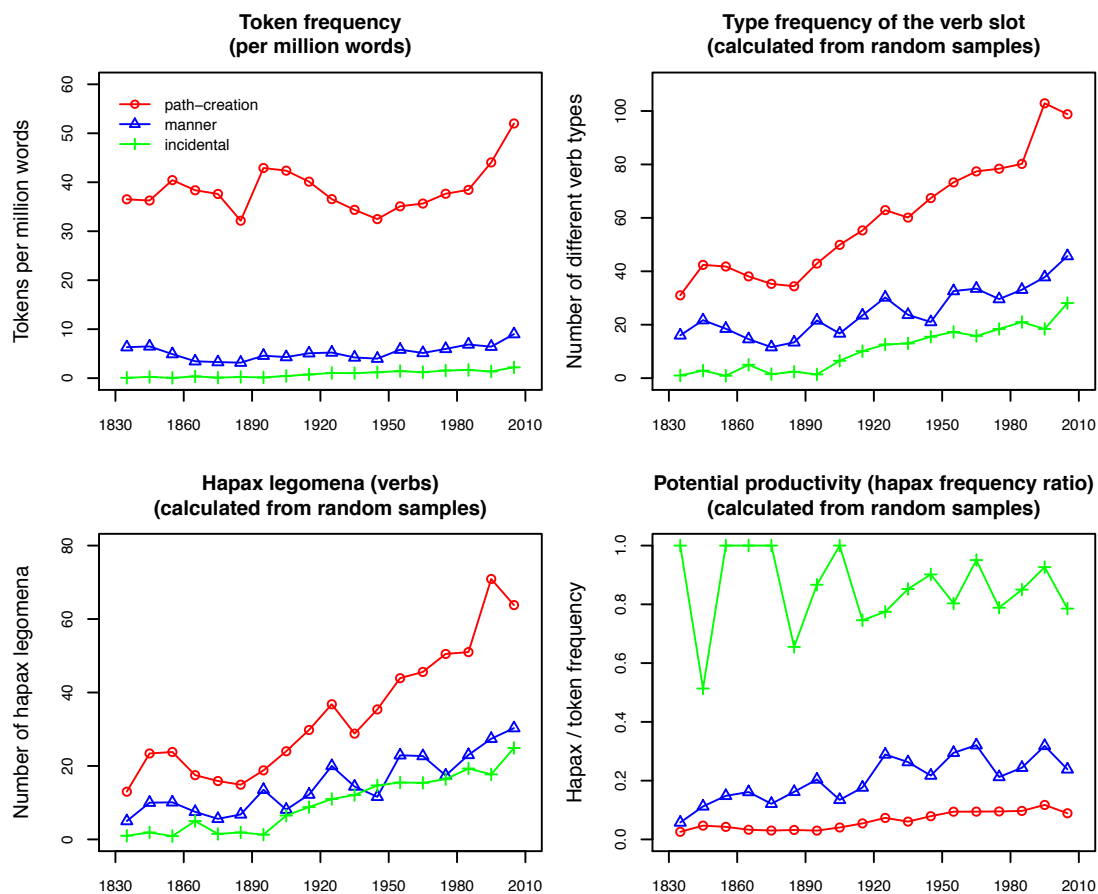 Token frequency
(per million words)
Tokens per million words
60
50
40
30
20
10
0
path−creation
manner
incidental
1830 1860 1890 1920 1950 1980 2010
Type frequency of the verb slot
(calculated from random samples)
Number of different verb types
100
80
60
40
20
0
1830 1860 1890 1920 1950 1980 2010
Hapax legomena (verbs)
(calculated from random samples)
Number of hapax legomena
80
60
40
20
0
1830 1860 1890 1920 1950 1980 2010
Potential productivity (hapax frequency ratio)
(calculated from random samples)
Hapax / token frequency
1.0
0.8
0.6
0.4
0.2
0.0
1830 1860 1890 1920 1950 1980 2010